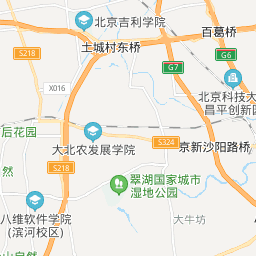 北京吉利学院
百葛桥
土城村东桥
S218
G6
G7
X016
北京科技大
昌平创新园
后花园
大北农发展学院
S324
京新沙阳路桥
然
S218
翠湖国家城市
湿地公园
八维软件学院
(滨河校区)
大牛坊